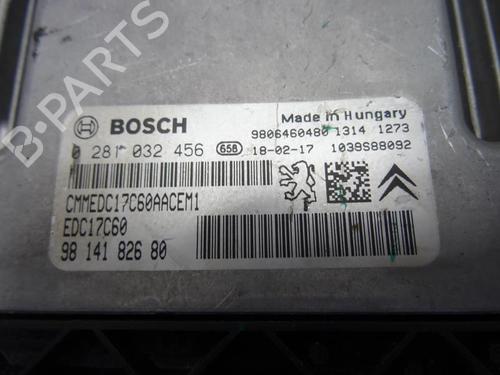 B-PARTS
BOSCH
Made in Hungary
9806460480 1314 1273
0 281 032 456 658 18-02-17 1039S88092
CMMEDC17C60AACEM1
EDC17C60
98 141 826 80